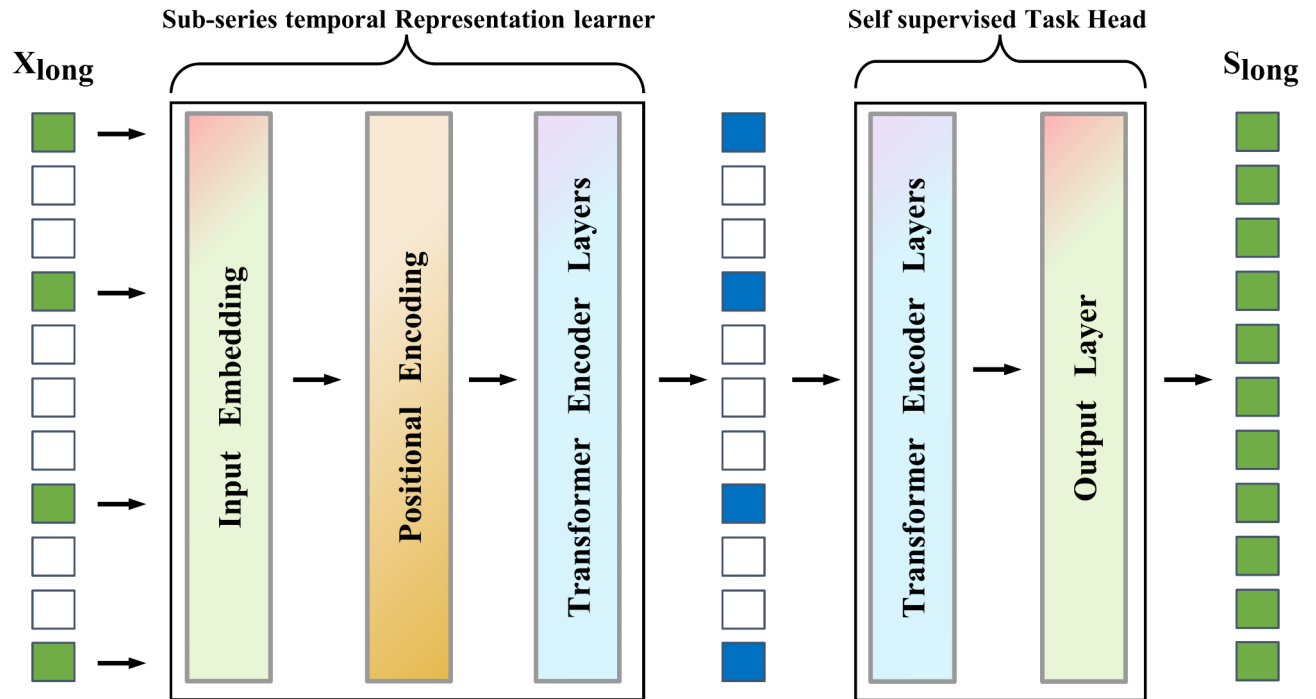 Sub-series temporal Representation learner
Self supervised Task Head
Xlong
Slong
Input Embedding
Positional Encoding
Transformer Encoder Layers
Transformer Encoder Layers
Output Layer